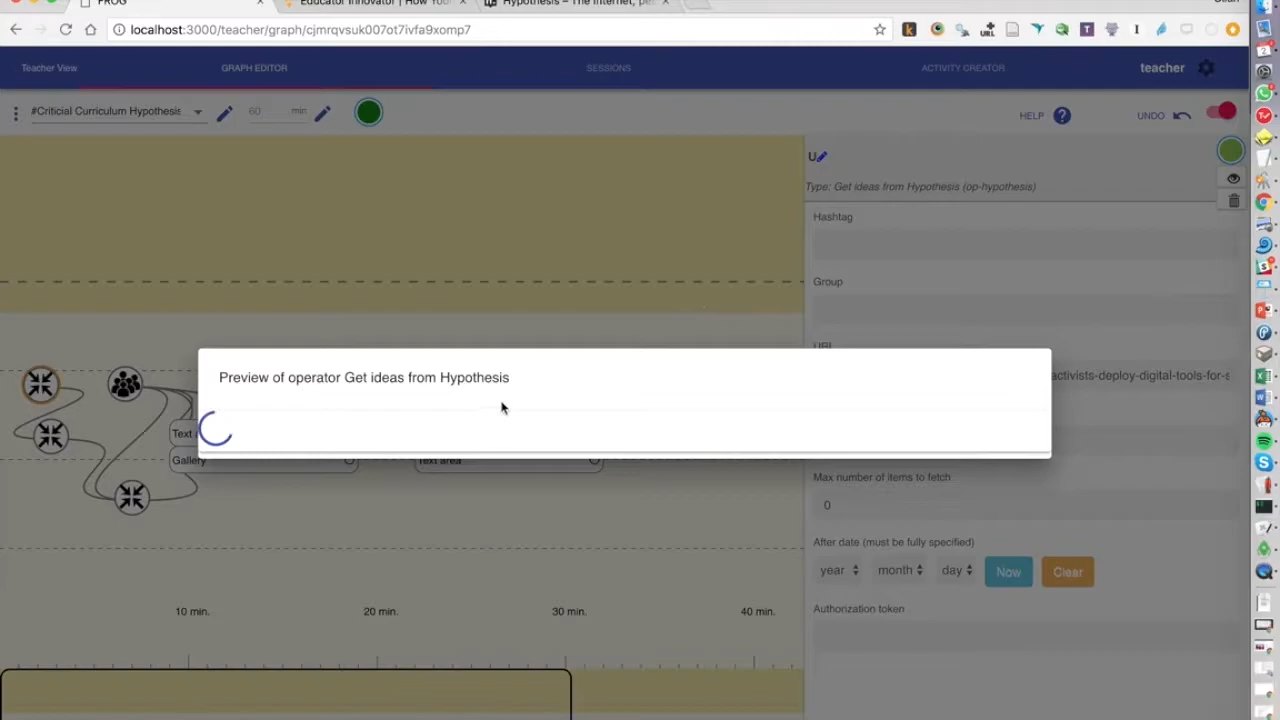 FROG
Educator Innovator | How Your
Hypothesis – The Internet, pe
localhost:3000/teacher/graph/cjmrqvsuk007ot7ivfa9xomp7
Teacher View
GRAPH EDITOR
SESSIONS
ACTIVITY CREATOR
teacher
#Criticial Curriculum Hypothesis
60
min
HELP
UNDO
U
Type: Get ideas from Hypothesis (op-hypothesis)
Hashtag
Group
URL
activists-deploy-digital-tools-for-s
Preview of operator Get ideas from Hypothesis
Text
Gallery
Text area
Max number of items to fetch
0
After date (must be fully specified)
year
month
day
Now
Clear
Authorization token
10 min.
20 min.
30 min.
40 min.